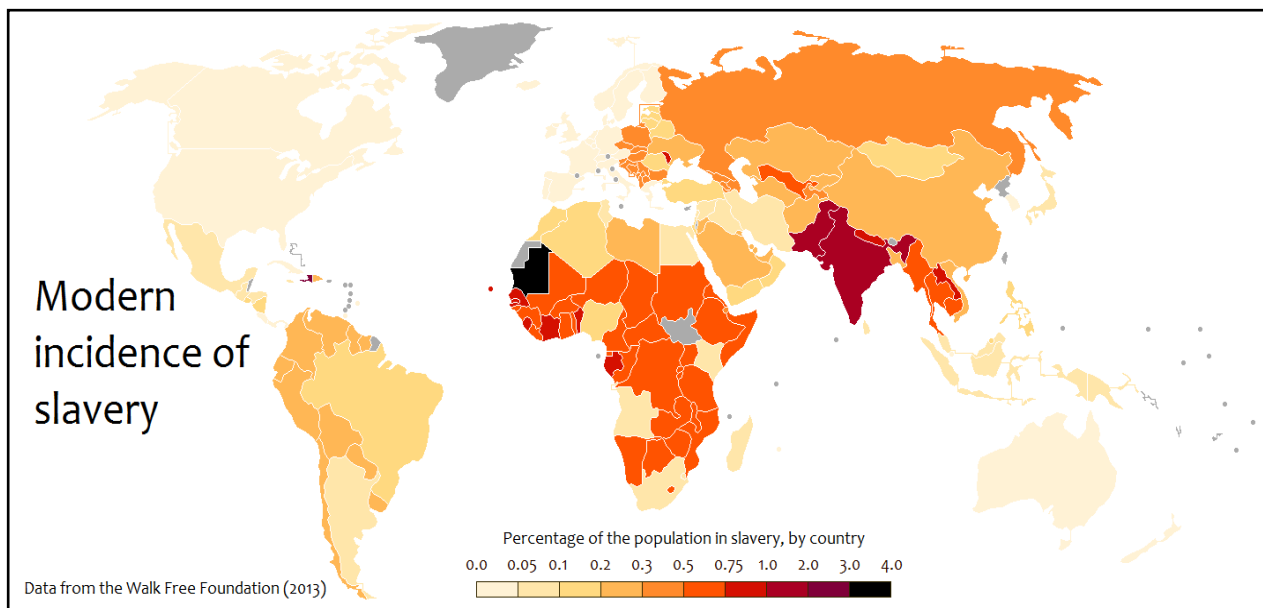 Modern
incidence of
slavery
Percentage of the population in slavery, by country
0.0 0.05 0.1 0.2 0.3 0.5 0.75 1.0 2.0 3.0 4.0
Data from the Walk Free Foundation (2013)